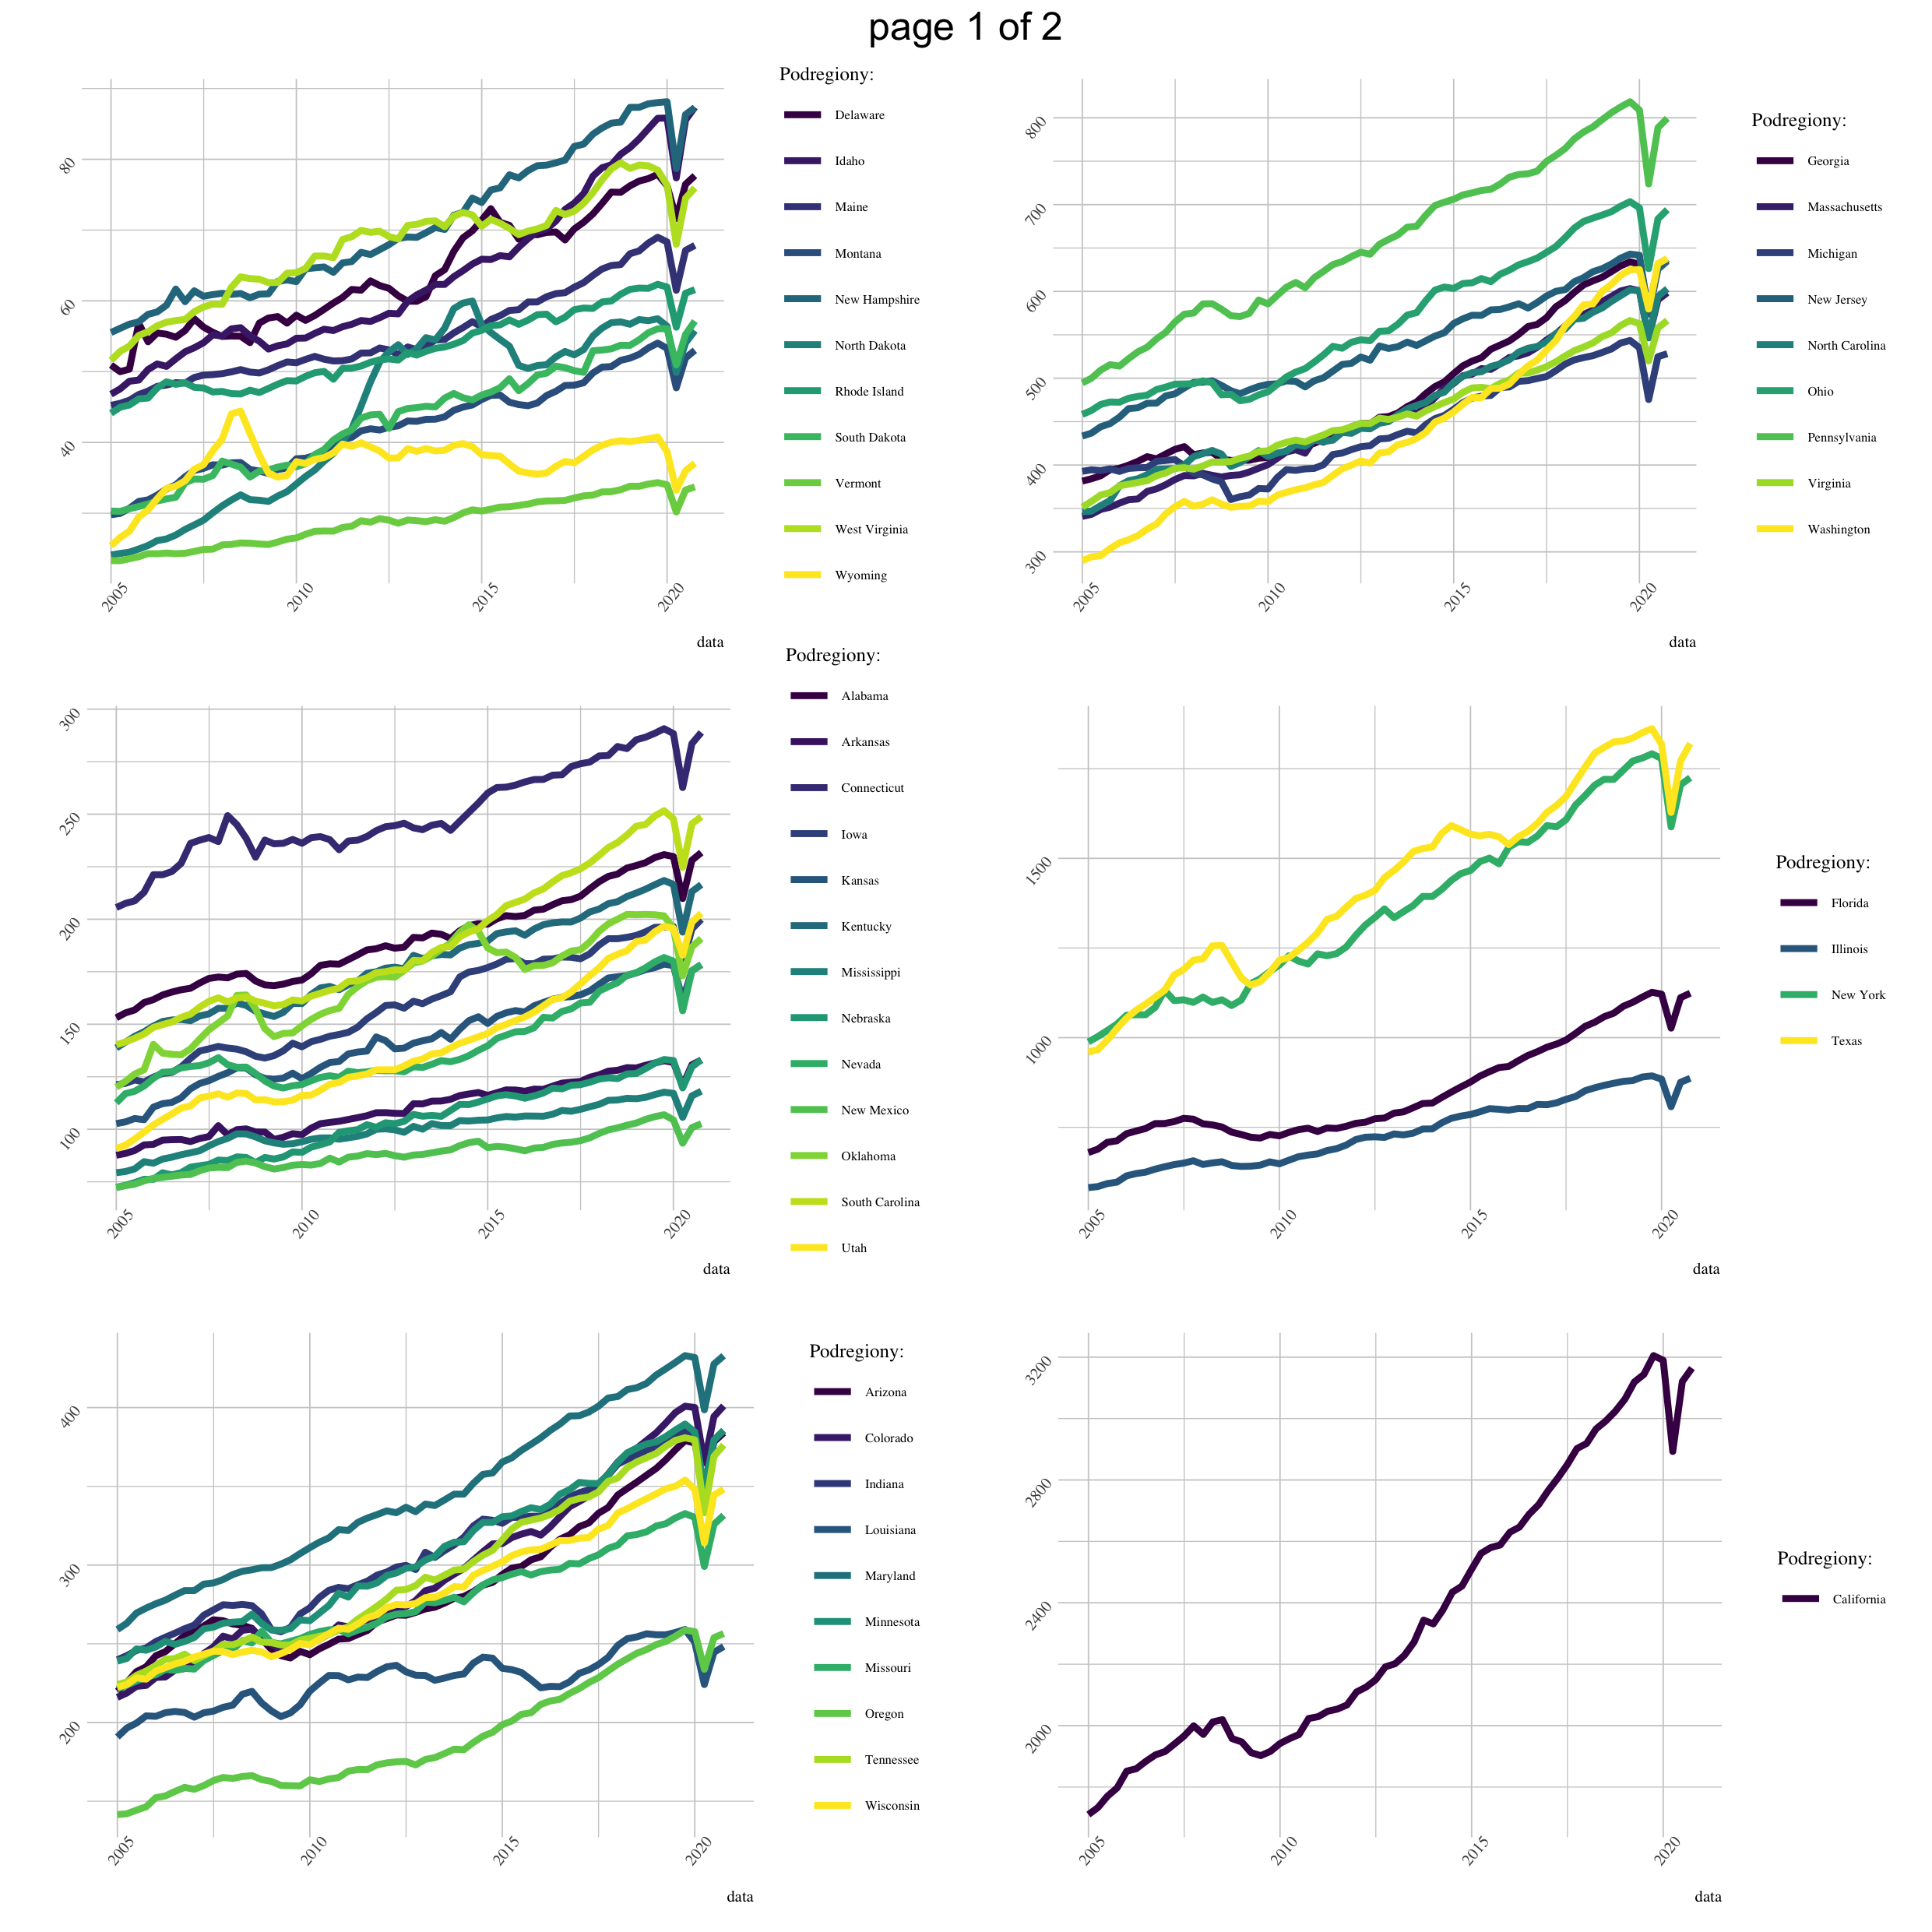 page 1 of 2
Podregiony:
Delaware
Idaho
Maine
Montana
New Hampshire
North Dakota
Rhode Island
South Dakota
Vermont
West Virginia
Wyoming
80
60
40
2005
2010
2015
2020
data
Podregiony:
Georgia
Massachusetts
Michigan
New Jersey
North Carolina
Ohio
Pennsylvania
Virginia
Washington
800
700
600
500
400
300
2005
2010
2015
2020
data
Podregiony:
Alabama
Arkansas
Connecticut
Iowa
Kansas
Kentucky
Mississippi
Nebraska
Nevada
New Mexico
Oklahoma
South Carolina
Utah
300
250
200
150
100
2005
2010
2015
2020
data
Podregiony:
Florida
Illinois
New York
Texas
1500
1000
2005
2010
2015
2020
data
Podregiony:
Arizona
Colorado
Indiana
Louisiana
Maryland
Minnesota
Missouri
Oregon
Tennessee
Wisconsin
400
300
200
2005
2010
2015
2020
data
Podregiony:
California
3200
2800
2400
2000
2005
2010
2015
2020
data